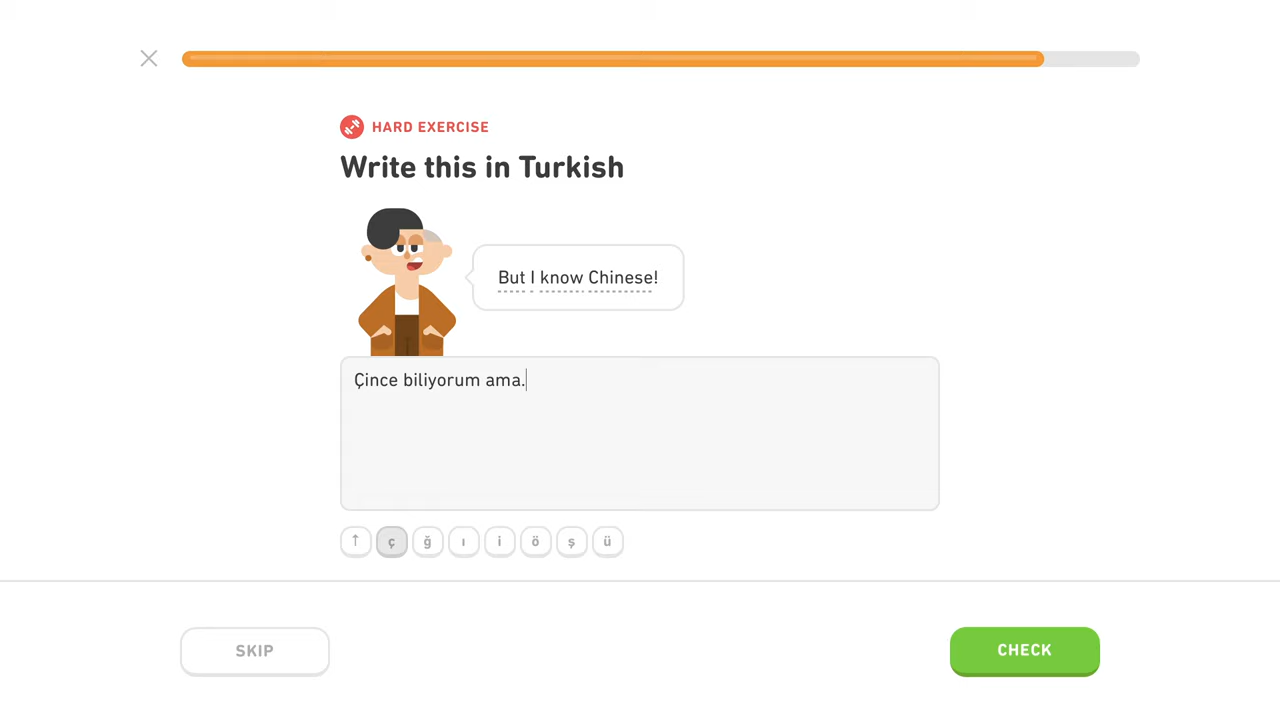 HARD EXERCISE
Write this in Turkish
But I know Chinese!
Çince biliyorum ama.
↑ ç ğ ı i ö ş ü
SKIP
CHECK